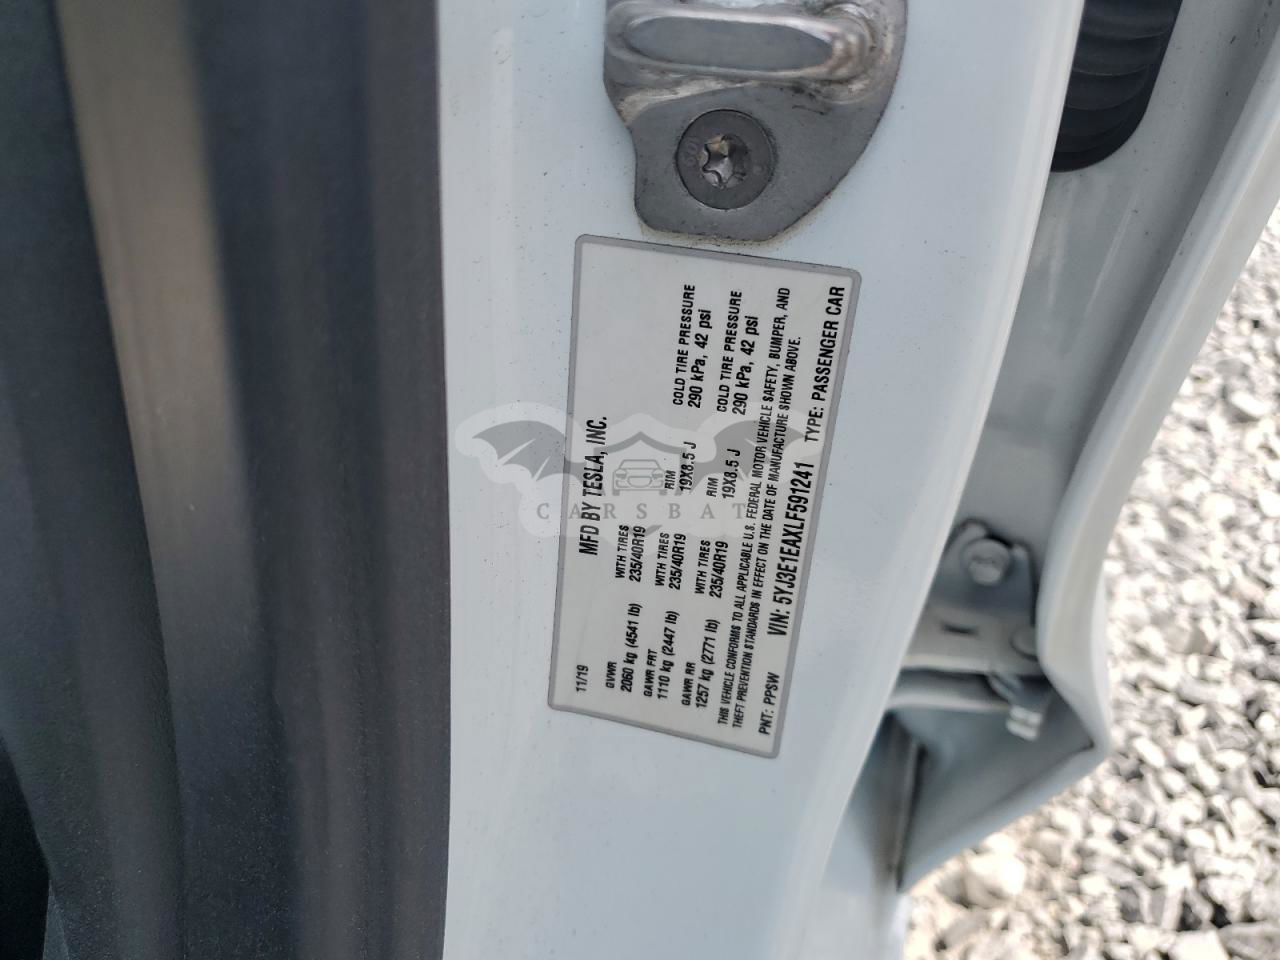 MFD BY TESLA, INC.
11/19
GVWR
2060 kg (4541 lb)
WITH TIRES
235/40R19
RIM
19X8.5 J
COLD TIRE PRESSURE
290 kPa, 42 psi
GAWR FRT
1110 kg (2447 lb)
WITH TIRES
235/40R19
RIM
19X8.5 J
COLD TIRE PRESSURE
290 kPa, 42 psi
GAWR RR
1257 kg (2771 lb)
WITH TIRES
235/40R19
THIS VEHICLE CONFORMS TO ALL APPLICABLE U.S. FEDERAL MOTOR VEHICLE SAFETY, BUMPER, AND
THEFT PREVENTION STANDARDS IN EFFECT ON THE DATE OF MANUFACTURE SHOWN ABOVE.
PNT: PPSW VIN: 5YJ3E1EAXLF591241 TYPE: PASSENGER CAR
CARSBAT